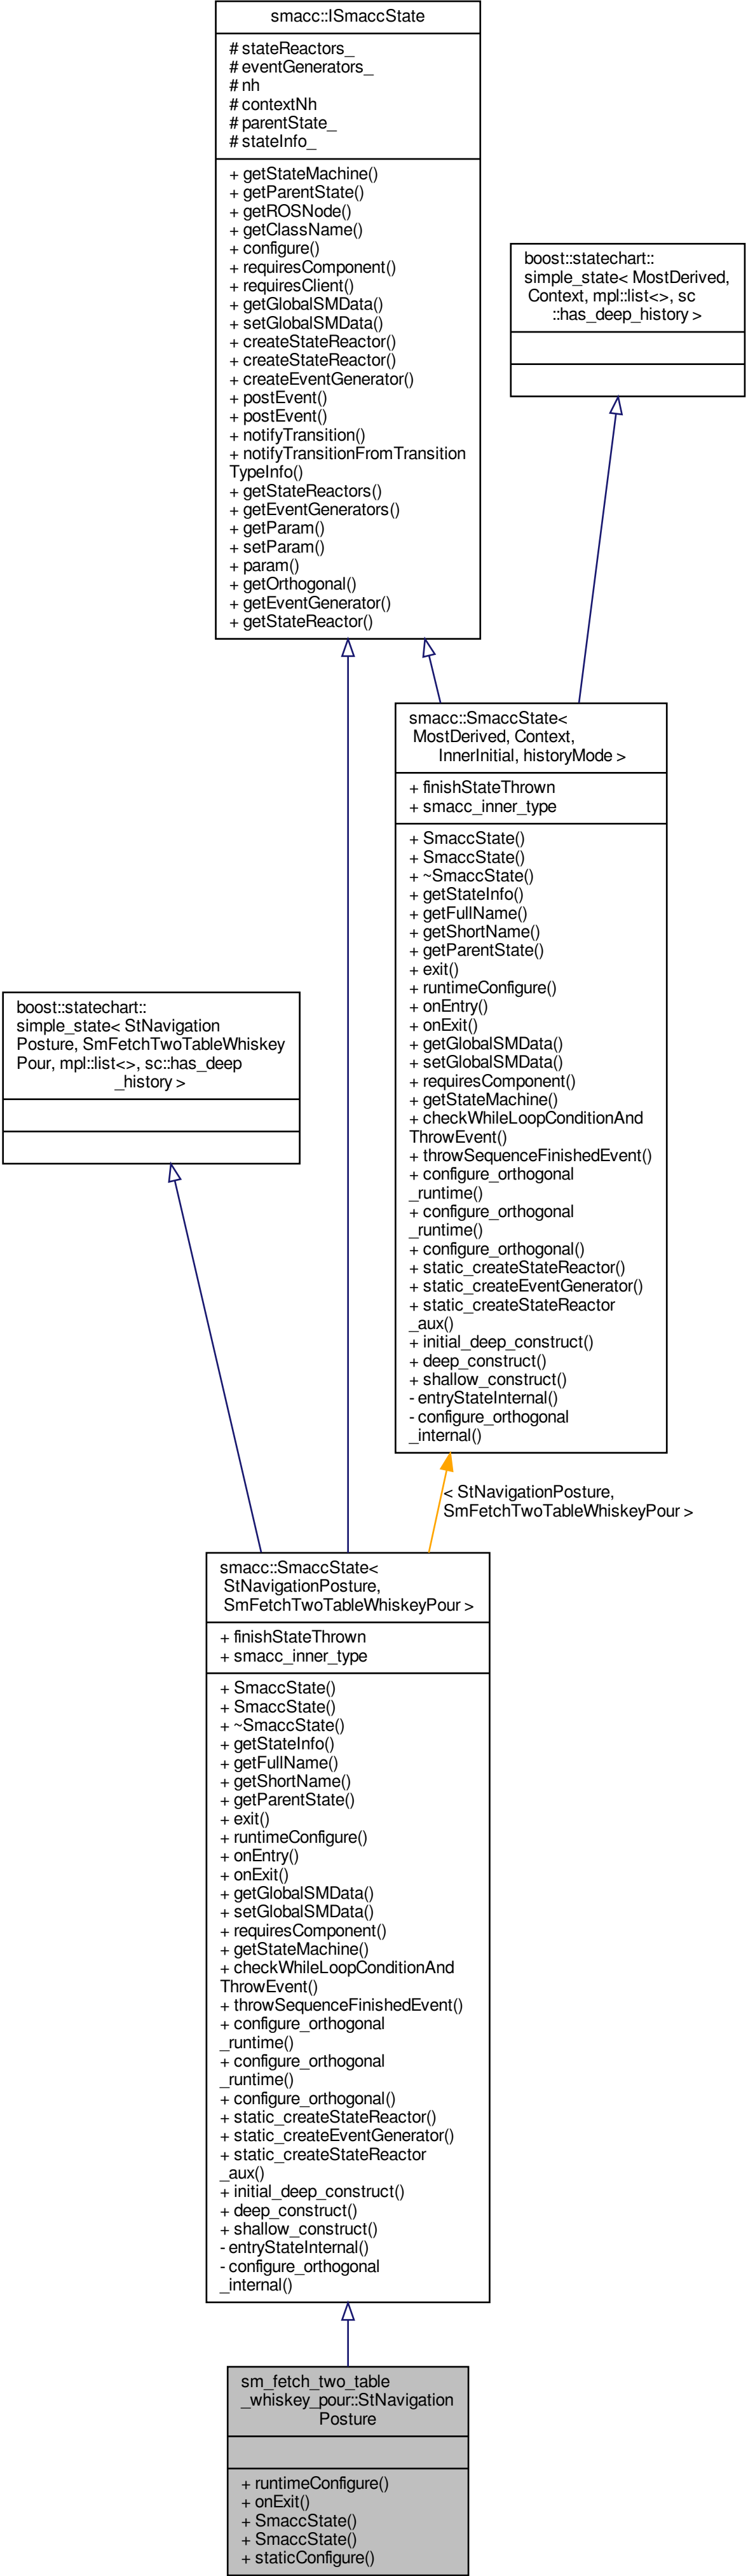 smacc::ISmaccState
# stateReactors_
# eventGenerators_
# nh
# contextNh
# parentState_
# stateInfo_
+ getStateMachine()
+ getParentState()
+ getROSNode()
+ getClassName()
+ configure()
+ requiresComponent()
+ requiresClient()
+ getGlobalSMData()
+ setGlobalSMData()
+ createStateReactor()
+ createStateReactor()
+ createEventGenerator()
+ postEvent()
+ postEvent()
+ notifyTransition()
+ notifyTransitionFromTransition
TypeInfo()
+ getStateReactors()
+ getEventGenerators()
+ getParam()
+ setParam()
+ param()
+ getOrthogonal()
+ getEventGenerator()
+ getStateReactor()
boost::statechart::
simple_state< MostDerived,
Context, mpl::list<>, sc
::has_deep_history >
smacc::SmaccState<
MostDerived, Context,
InnerInitial, historyMode >
+ finishStateThrown
+ smacc_inner_type
+ SmaccState()
+ SmaccState()
+ ~SmaccState()
+ getStateInfo()
+ getFullName()
+ getShortName()
+ getParentState()
+ exit()
+ runtimeConfigure()
+ onEntry()
+ onExit()
+ getGlobalSMData()
+ setGlobalSMData()
+ requiresComponent()
+ getStateMachine()
+ checkWhileLoopConditionAnd
ThrowEvent()
+ throwSequenceFinishedEvent()
+ configure_orthogonal
_runtime()
+ configure_orthogonal
_runtime()
+ configure_orthogonal()
+ static_createStateReactor()
+ static_createEventGenerator()
+ static_createStateReactor
_aux()
+ initial_deep_construct()
+ deep_construct()
+ shallow_construct()
- entryStateInternal()
- configure_orthogonal
_internal()
boost::statechart::
simple_state< StNavigation
Posture, SmFetchTwoTableWhiskey
Pour, mpl::list<>, sc::has_deep
_history >
< StNavigationPosture,
SmFetchTwoTableWhiskeyPour >
smacc::SmaccState<
StNavigationPosture,
SmFetchTwoTableWhiskeyPour >
+ finishStateThrown
+ smacc_inner_type
+ SmaccState()
+ SmaccState()
+ ~SmaccState()
+ getStateInfo()
+ getFullName()
+ getShortName()
+ getParentState()
+ exit()
+ runtimeConfigure()
+ onEntry()
+ onExit()
+ getGlobalSMData()
+ setGlobalSMData()
+ requiresComponent()
+ getStateMachine()
+ checkWhileLoopConditionAnd
ThrowEvent()
+ throwSequenceFinishedEvent()
+ configure_orthogonal
_runtime()
+ configure_orthogonal
_runtime()
+ configure_orthogonal()
+ static_createStateReactor()
+ static_createEventGenerator()
+ static_createStateReactor
_aux()
+ initial_deep_construct()
+ deep_construct()
+ shallow_construct()
- entryStateInternal()
- configure_orthogonal
_internal()
sm_fetch_two_table
_whiskey_pour::StNavigation
Posture
+ runtimeConfigure()
+ onExit()
+ SmaccState()
+ SmaccState()
+ staticConfigure()